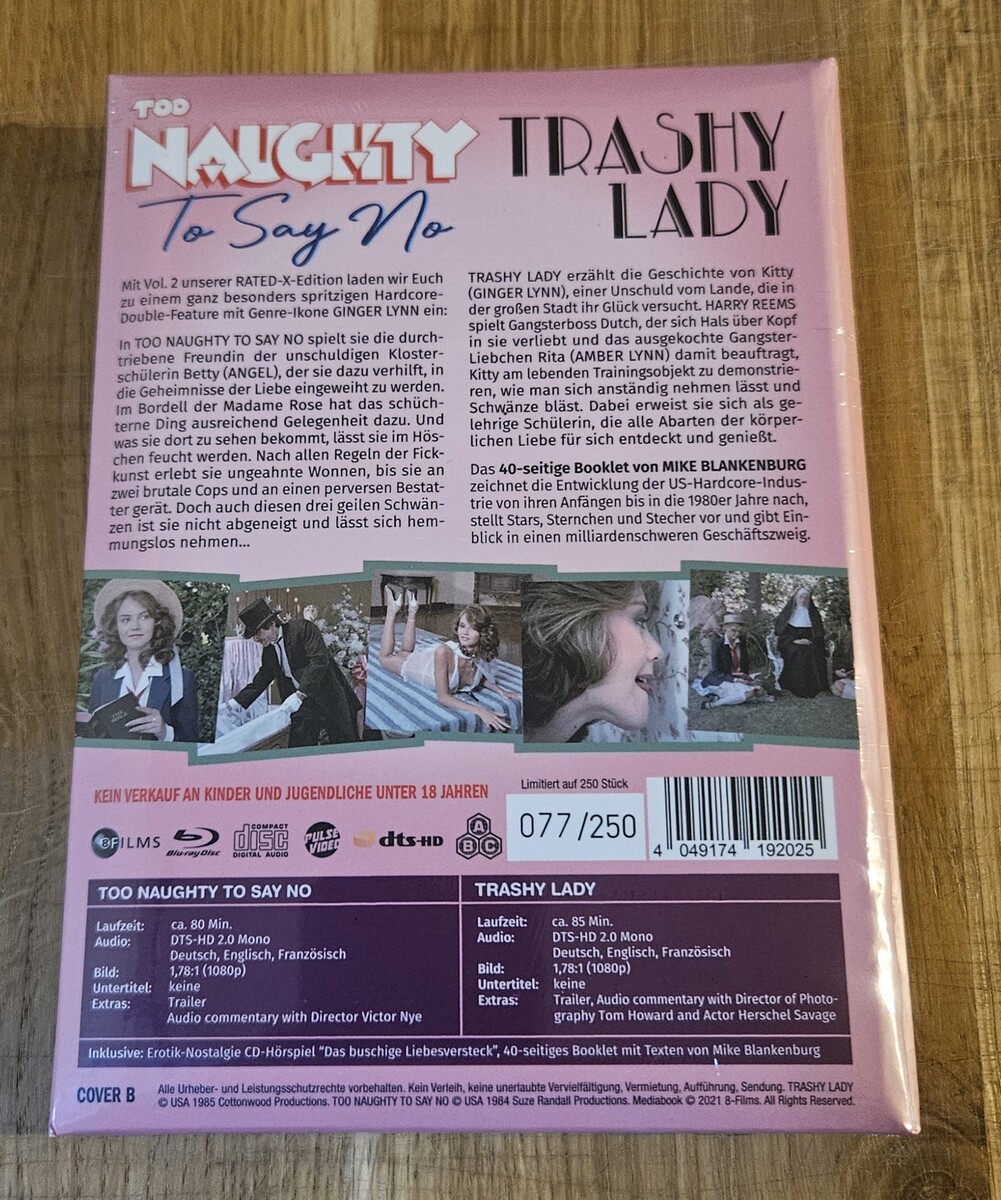 TOO
NAUGHTY
To Say No
TRASHY
LADY
Mit Vol. 2 unserer RATED-X-Edition laden wir Euch
zu einem ganz besonders spritzigen Hardcore-
Double-Feature mit Genre-Ikone GINGER LYNN ein:
In TOO NAUGHTY TO SAY NO spielt sie die durch-
triebene Freundin der unschuldigen Kloster-
schülerin Betty (ANGEL), der sie dazu verhilft, in
die Geheimnisse der Liebe eingeweiht zu werden.
Im Bordell der Madame Rose hat das schüch-
terne Ding ausreichend Gelegenheit dazu. Und
was sie dort zu sehen bekommt, lässt sie im Hös-
chen feucht werden. Nach allen Regeln der Fick-
kunst erlebt sie ungeahnte Wonnen, bis sie an
zwei brutale Cops und an einen perversen Bestat-
ter gerät. Doch auch diesen drei geilen Schwän-
zen ist sie nicht abgeneigt und lässt sich hem-
mungslos nehmen...
TRASHY LADY erzählt die Geschichte von Kitty
(GINGER LYNN), einer Unschuld vom Lande, die in
der großen Stadt ihr Glück versucht. HARRY REEMS
spielt Gangsterboss Dutch, der sich Hals über Kopf
in sie verliebt und das ausgekochte Gangster-
Liebchen Rita (AMBER LYNN) damit beauftragt,
Kitty am lebenden Trainingsobjekt zu demonstrie-
ren, wie man sich anständig nehmen lässt und
Schwänze bläst. Dabei erweist sie sich als ge-
lehrige Schülerin, die alle Abarten der körper-
lichen Liebe für sich entdeckt und genießt.
Das 40-seitige Booklet von MIKE BLANKENBURG
zeichnet die Entwicklung der US-Hardcore-Indus-
trie von ihren Anfängen bis in die 1980er Jahre nach,
stellt Stars, Sternchen und Stecher vor und gibt Ein-
blick in einen milliardenschweren Geschäftszweig.
KEIN VERKAUF AN KINDER UND JUGENDLICHE UNTER 18 JAHREN
8FILMS
Blu-ray Disc
COMPACT
disc
DIGITAL AUDIO
PULSE
VIDEO
dts-HD
A
B C
Limitiert auf 250 Stück
077/250
4 049174 192025
TOO NAUGHTY TO SAY NO
Laufzeit: ca. 80 Min.
Audio: DTS-HD 2.0 Mono
Deutsch, Englisch, Französisch
Bild: 1,78:1 (1080p)
Untertitel: keine
Extras: Trailer
Audio commentary with Director Victor Nye
TRASHY LADY
Laufzeit: ca. 85 Min.
Audio: DTS-HD 2.0 Mono
Deutsch, Englisch, Französisch
Bild: 1,78:1 (1080p)
Untertitel: keine
Extras: Trailer, Audio commentary with Director of Photo-
graphy Tom Howard and Actor Herschel Savage
Inklusive: Erotik-Nostalgie CD-Hörspiel "Das buschige Liebesversteck", 40-seitiges Booklet mit Texten von Mike Blankenburg
COVER B
Alle Urheber- und Leistungsschutzrechte vorbehalten. Kein Verleih, keine unerlaubte Vervielfältigung, Vermietung, Aufführung, Sendung. TRASHY LADY
© USA 1985 Cottonwood Productions. TOO NAUGHTY TO SAY NO © USA 1984 Suze Randall Productions. Mediabook © 2021 8-Films. All Rights Reserved.